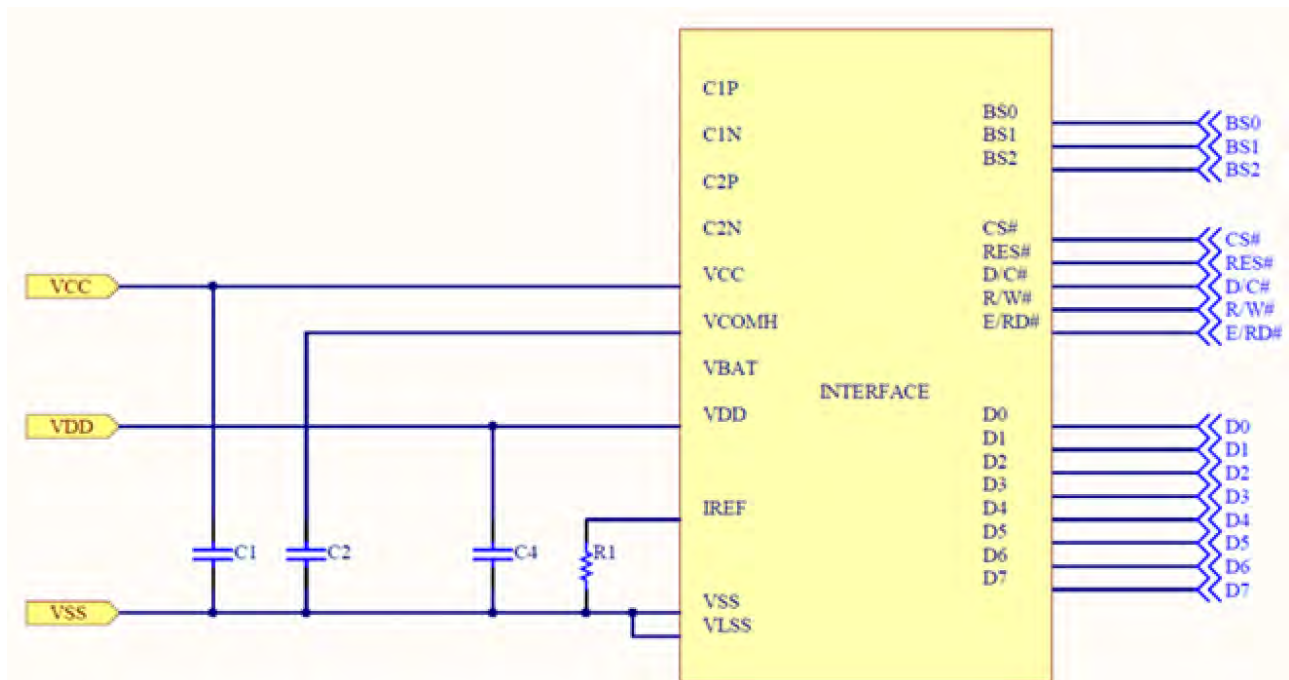 C1P
C1N
C2P
C2N
VCC
VCOMH
VBAT
VDD
IREF
VSS
VLSS
INTERFACE
BS0
BS1
BS2
CS#
RES#
D/C#
R/W#
E/RD#
D0
D1
D2
D3
D4
D5
D6
D7
BS0
BS1
BS2
CS#
RES#
D/C#
R/W#
E/RD#
D0
D1
D2
D3
D4
D5
D6
D7
VCC
VDD
VSS
C1
C2
C4
R1